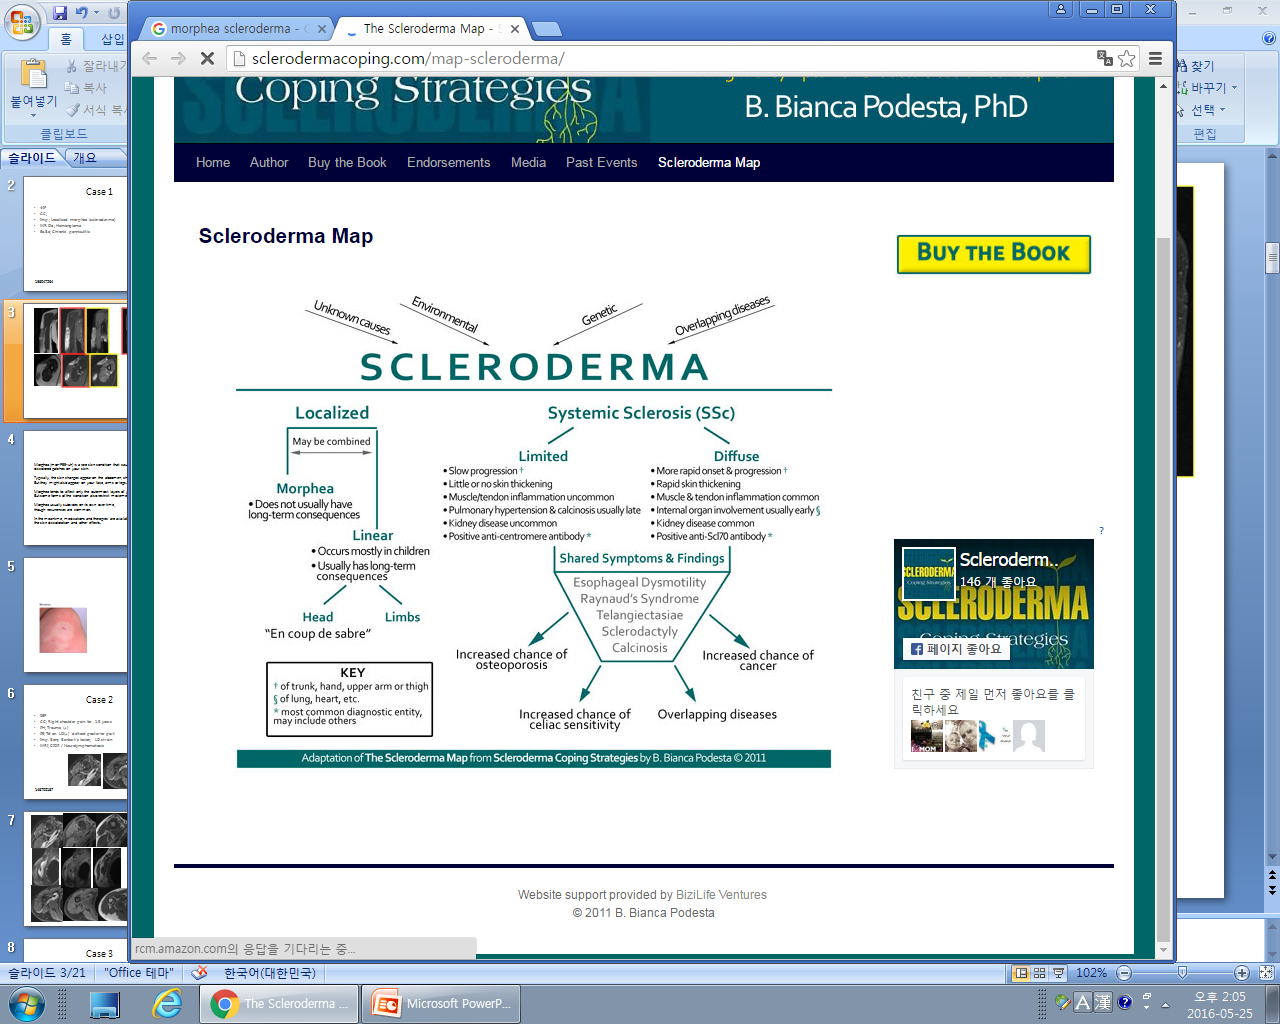 홈
삽입
잘라내기
복사
서식 복사
붙여넣기
클립보드
찾기
바꾸기
선택
편집
morphea scleroderma -
The Scleroderma Map -
sclerodermacoping.com/map-scleroderma/
슬라이드
개요
Coping Strategies
B. Bianca Podesta, PhD
Home
Author
Buy the Book
Endorsements
Media
Past Events
Scleroderma Map
Scleroderma Map
BUY THE BOOK
Unknown causes
Environmental
Genetic
Overlapping diseases
SCLERODERMA
Localized
May be combined
Morphea
• Does not usually have
long-term consequences
Linear
• Occurs mostly in children
• Usually has long-term
consequences
Head
Limbs
"En coup de sabre"
Systemic Sclerosis (SSc)
Limited
• Slow progression †
• Little or no skin thickening
• Muscle/tendon inflammation uncommon
• Pulmonary hypertension & calcinosis usually late
• Kidney disease uncommon
• Positive anti-centromere antibody *
Diffuse
• More rapid onset & progression †
• Rapid skin thickening
• Muscle & tendon inflammation common
• Internal organ involvement usually early §
• Kidney disease common
• Positive anti-Scl70 antibody *
Shared Symptoms & Findings
Esophageal Dysmotility
Raynaud's Syndrome
Telangiectasiae
Sclerodactyly
Calcinosis
Increased chance of
osteoporosis
Increased chance of
cancer
Increased chance of
celiac sensitivity
Overlapping diseases
KEY
† of trunk, hand, upper arm or thigh
§ of lung, heart, etc.
* most common diagnostic entity,
may include others
Adaptation of The Scleroderma Map from Scleroderma Coping Strategies by B. Bianca Podesta © 2011
?
Scleroderm..
146 개 좋아요
SCLERODERMA
Coping Strategies
페이지 좋아요
친구 중 제일 먼저 좋아요를 클
릭하세요
Website support provided by BiziLife Ventures
© 2011 B. Bianca Podesta
rcm.amazon.com의 응답을 기다리는 중...
2
Case 1
3
4
5
6
Case 2
7
8
Case 3
슬라이드 3/21
"Office 테마"
한국어(대한민국)
102%
The Scleroderma ...
Microsoft PowerP...
A 漢
오후 2:05
2016-05-25